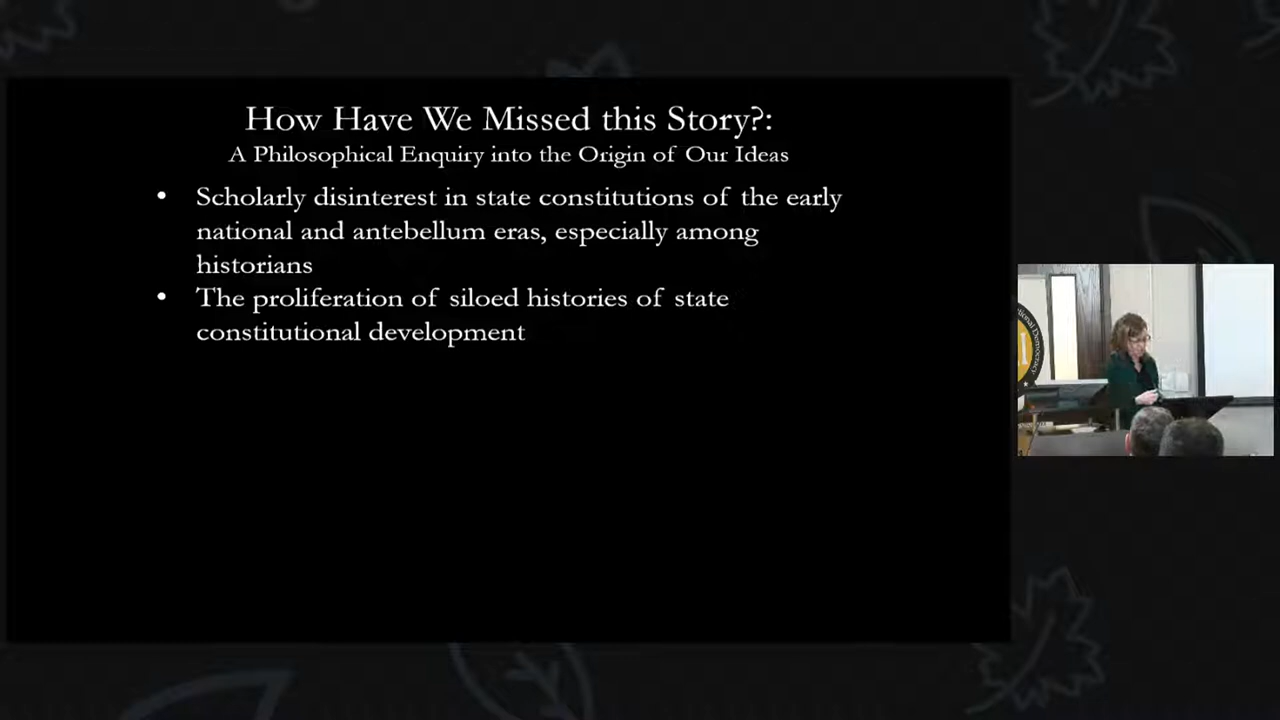 How Have We Missed this Story?:
A Philosophical Enquiry into the Origin of Our Ideas
• Scholarly disinterest in state constitutions of the early
national and antebellum eras, especially among
historians
• The proliferation of siloed histories of state
constitutional development
Democracy